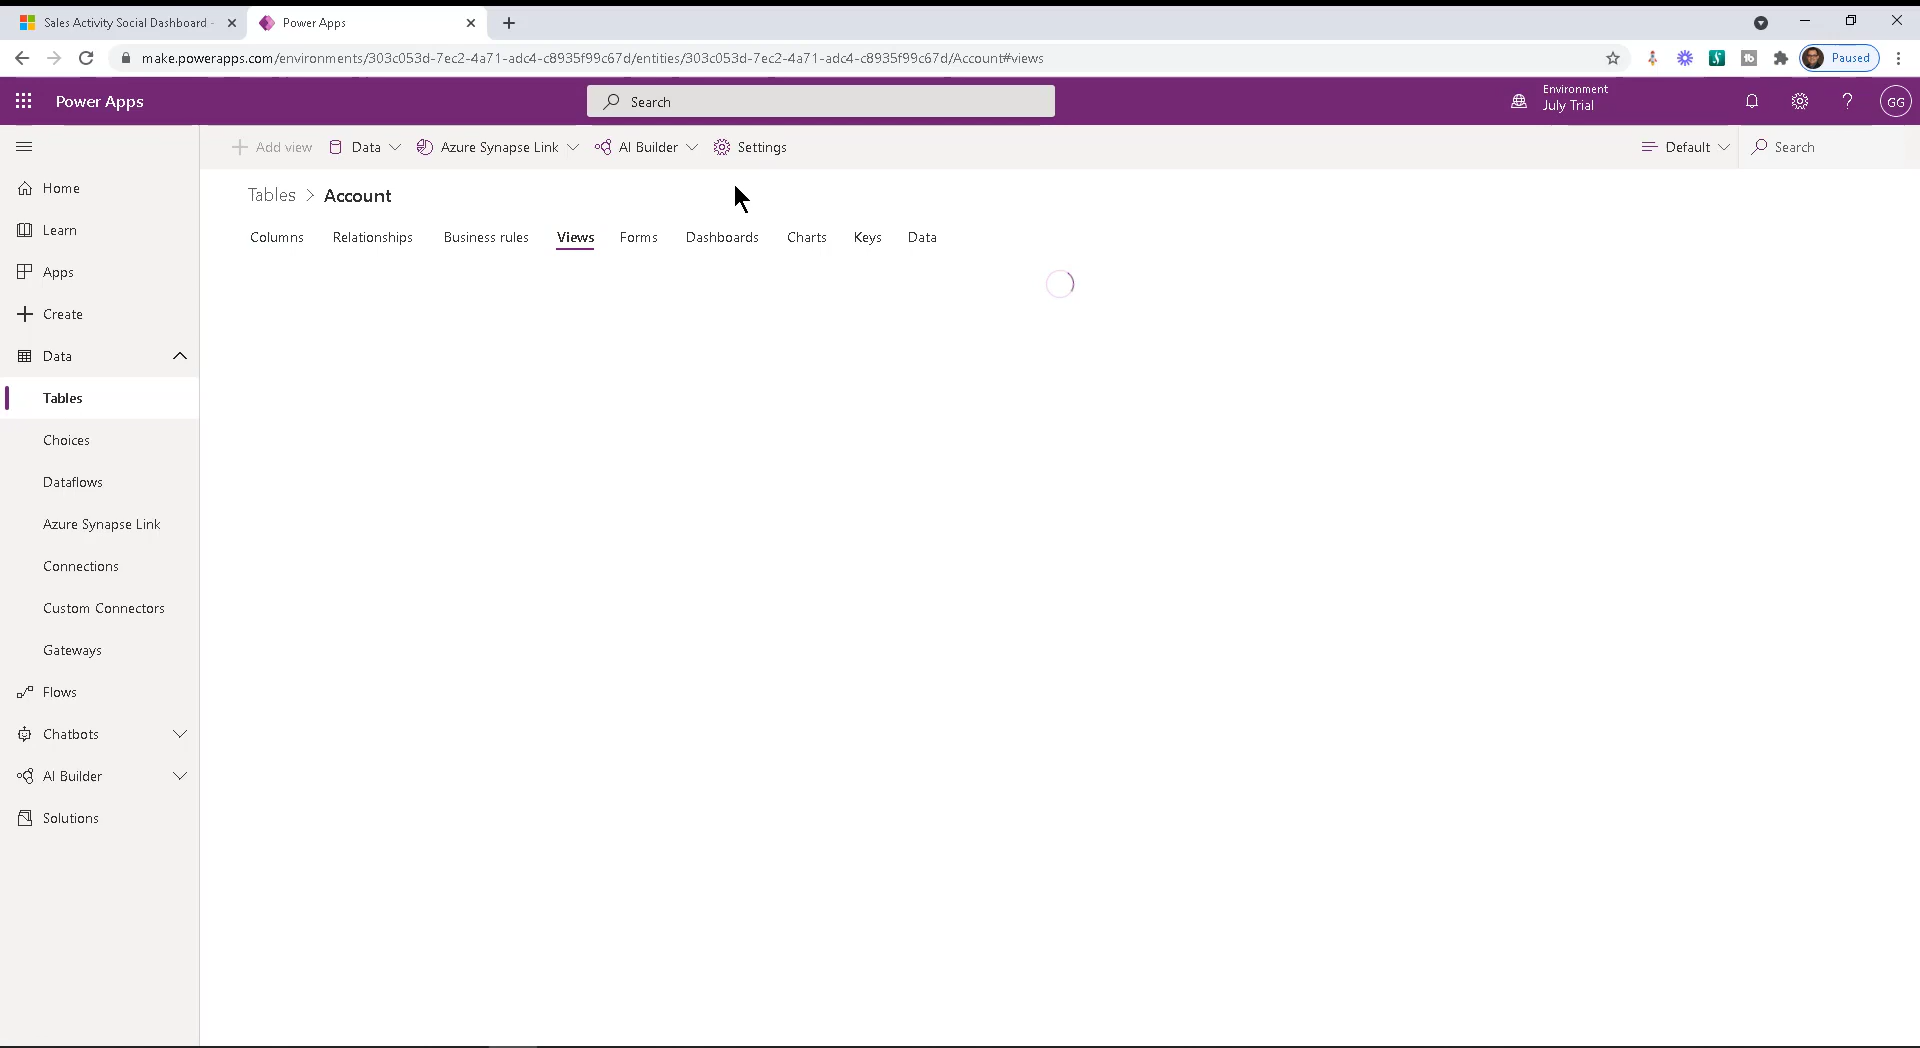 Sales Activity Social Dashboard -
Power Apps
make.powerapps.com/environments/303c053d-7ec2-4a71-adc4-c8935f99c67d/entities/303c053d-7ec2-4a71-adc4-c8935f99c67d/Account#views
Paused
Power Apps
Search
Environment
July Trial
?
GG
Add view
Data
Azure Synapse Link
AI Builder
Settings
Default
Search
Tables > Account
Columns
Relationships
Business rules
Views
Forms
Dashboards
Charts
Keys
Data
Home
Learn
Apps
Create
Data
Tables
Choices
Dataflows
Azure Synapse Link
Connections
Custom Connectors
Gateways
Flows
Chatbots
AI Builder
Solutions